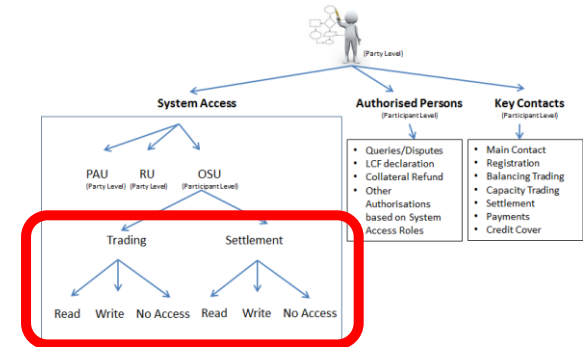 (Party Level)
System Access
Authorised Persons
(Participant Level)
Key Contacts
(Participant Level)
PAU
(Party Level)
RU
(Party Level)
OSU
(Participant Level)
• Queries/Disputes
• LCF declaration
• Collateral Refund
• Other
Authorisations
based on System
Access Roles
• Main Contact
• Registration
• Balancing Trading
• Capacity Trading
• Settlement
• Payments
• Credit Cover
Trading
Settlement
Read Write No Access Read Write No Access